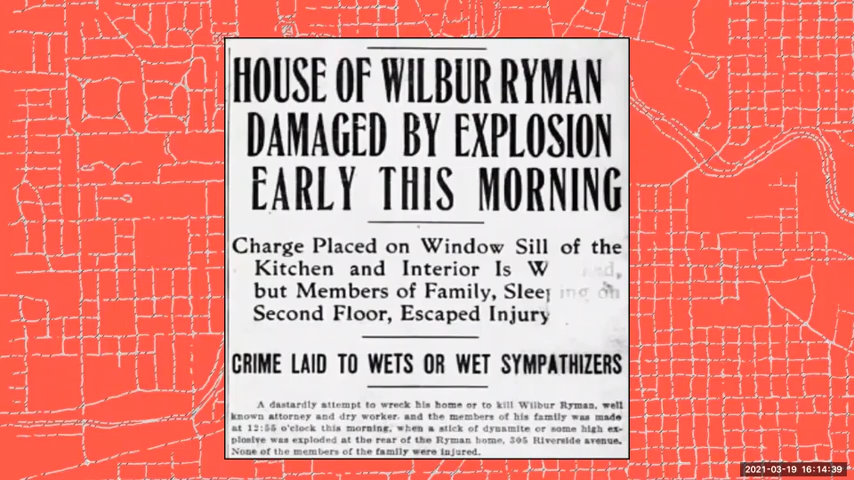 HOUSE OF WILBUR RYMAN
DAMAGED BY EXPLOSION
EARLY THIS MORNING
Charge Placed on Window Sill of the
Kitchen and Interior Is
but Members of Family, Sleeping on
Second Floor, Escaped Injury
CRIME LAID TO WETS OR WET SYMPATHIZERS
A dastardly attempt to wreck his home or to kill Wilbur Ryman, well
known attorney and dry worker, and the members of his family was made
at 12:55 o'clock this morning, when a stick of dynamite or some high ex-
plosive was exploded at the rear of the Ryman home, 305 Riverside avenue.
None of the members of the family were injured.
2021-03-19 16:14:39